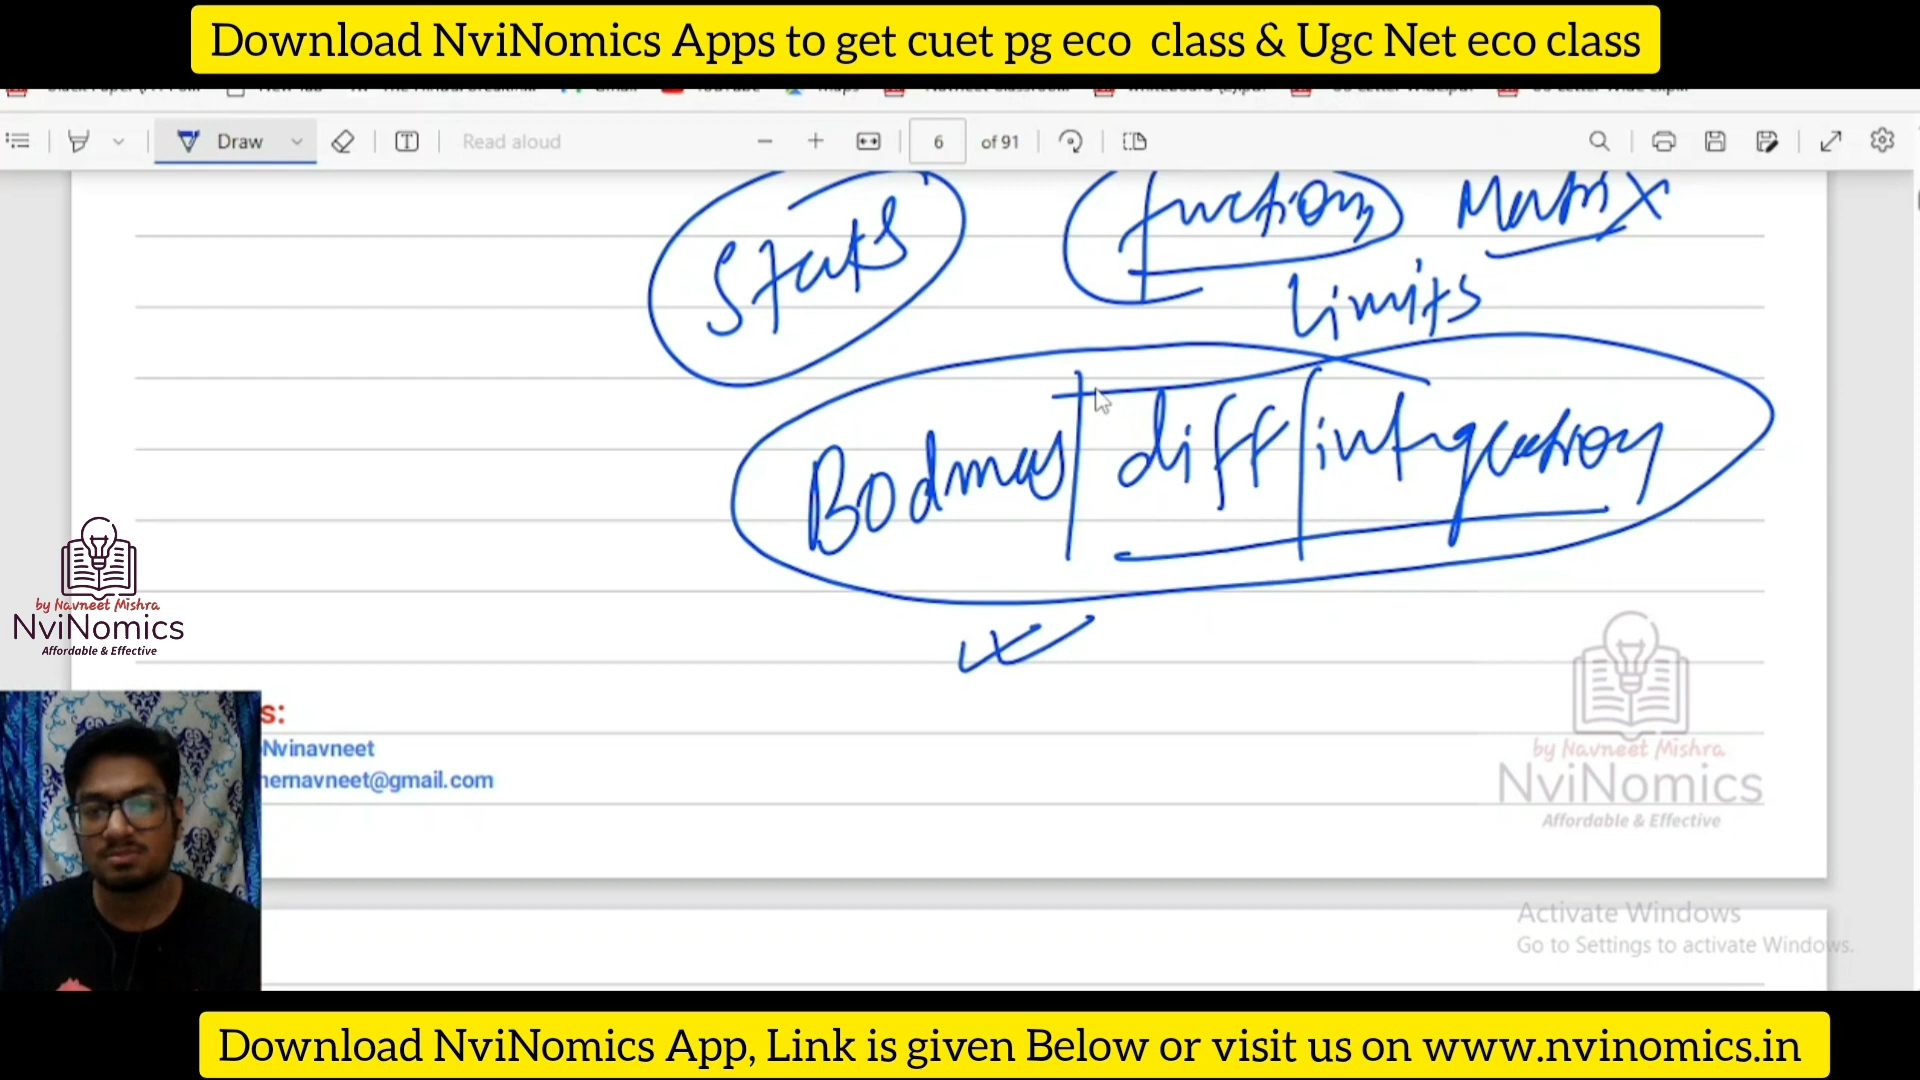 Download NviNomics Apps to get cuet pg eco class & Ugc Net eco class
Draw
Read aloud
6 of 91
Stats
function Matrix
Limits
Bodmas diff integration
by Navneet Mishra
NviNomics
Affordable & Effective
s:
Nvinavneet
hernavneet@gmail.com
by Navneet Mishra
NviNomics
Affordable & Effective
Activate Windows
Go to Settings to activate Windows.
Download NviNomics App, Link is given Below or visit us on www.nvinomics.in